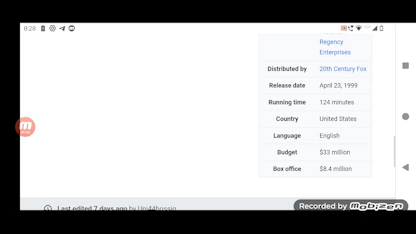 8:28
Regency
Enterprises
Distributed by 20th Century Fox
Release date April 23, 1999
Running time 124 minutes
Country United States
Language English
Budget $33 million
Box office $8.4 million
Recorded by MOBIZEN
Last edited 7 days ago by